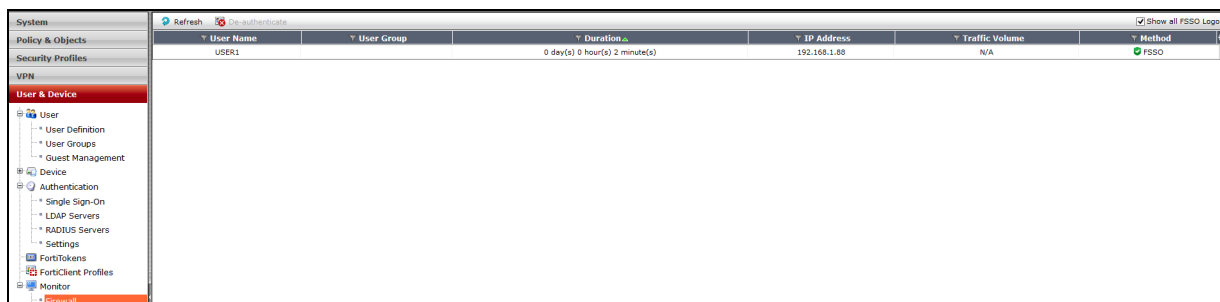 System
Policy & Objects
Security Profiles
VPN
User & Device
User
User Definition
User Groups
Guest Management
Device
Authentication
Single Sign-On
LDAP Servers
RADIUS Servers
Settings
FortiTokens
FortiClient Profiles
Monitor
Firewall
Refresh De-authenticate Show all FSSO Logo
User Name User Group Duration IP Address Traffic Volume Method
USER1 0 day(s) 0 hour(s) 2 minute(s) 192.168.1.88 N/A FSSO